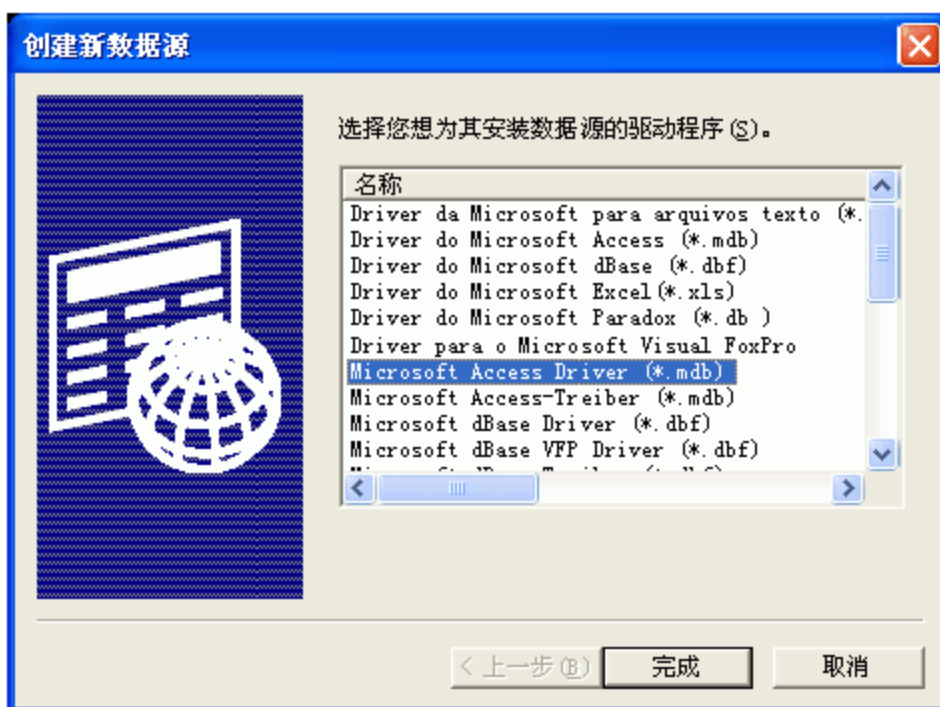 创建新数据源
选择您想为其安装数据源的驱动程序(S)。
名称
Driver da Microsoft para arquivos texto (*.
Driver do Microsoft Access (*.mdb)
Driver do Microsoft dBase (*.dbf)
Driver do Microsoft Excel(*.xls)
Driver do Microsoft Paradox (*.db )
Driver para o Microsoft Visual FoxPro
Microsoft Access Driver (*.mdb)
Microsoft Access-Treiber (*.mdb)
Microsoft dBase Driver (*.dbf)
Microsoft dBase VFP Driver (*.dbf)
< 上一步(B)
完成
取消